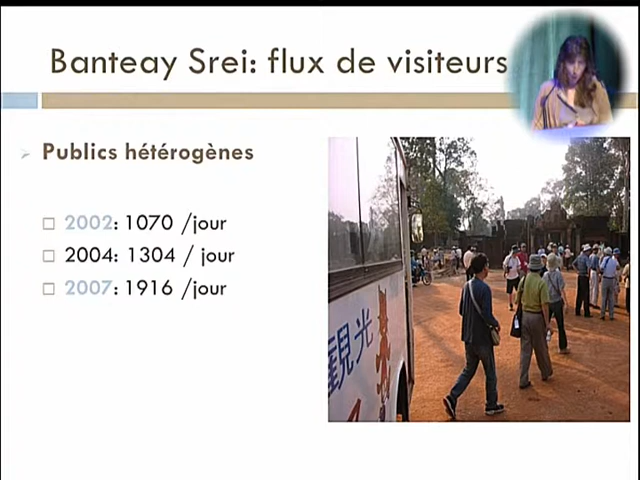 Banteay Srei: flux de visiteurs
Publics hétérogènes
2002: 1070 /jour
2004: 1304 / jour
2007: 1916 /jour
観光